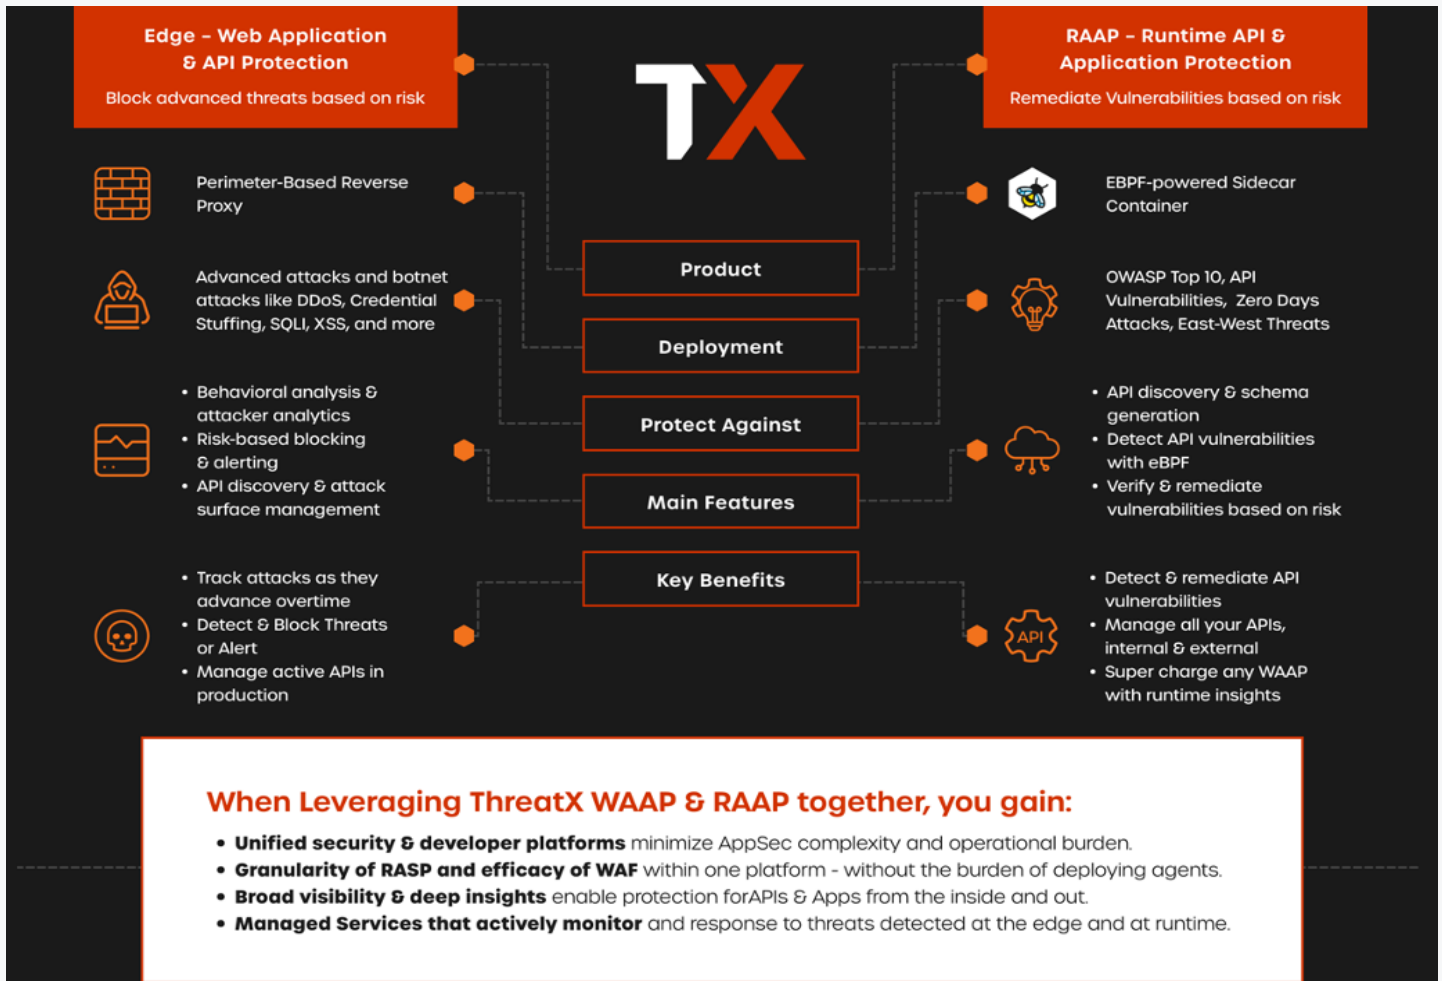 Edge – Web Application
& API Protection
Block advanced threats based on risk
Perimeter-Based Reverse
Proxy
Advanced attacks and botnet
attacks like DDoS, Credential
Stuffing, SQLI, XSS, and more
• Behavioral analysis &
attacker analytics
• Risk-based blocking
& alerting
• API discovery & attack
surface management
• Track attacks as they
advance overtime
• Detect & Block Threats
or Alert
• Manage active APIs in
production
TX
Product
Deployment
Protect Against
Main Features
Key Benefits
RAAP – Runtime API &
Application Protection
Remediate Vulnerabilities based on risk
EBPF-powered Sidecar
Container
OWASP Top 10, API
Vulnerabilities, Zero Days
Attacks, East-West Threats
• API discovery & schema
generation
• Detect API vulnerabilities
with eBPF
• Verify & remediate
vulnerabilities based on risk
API
• Detect & remediate API
vulnerabilities
• Manage all your APIs,
internal & external
• Super charge any WAAP
with runtime insights
When Leveraging ThreatX WAAP & RAAP together, you gain:
• Unified security & developer platforms minimize AppSec complexity and operational burden.
• Granularity of RASP and efficacy of WAF within one platform - without the burden of deploying agents.
• Broad visibility & deep insights enable protection forAPIs & Apps from the inside and out.
• Managed Services that actively monitor and response to threats detected at the edge and at runtime.